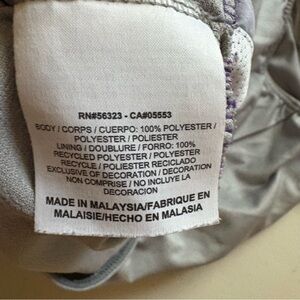 RN#56323 - CA#05553
BODY / CORPS / CUERPO: 100% POLYESTER /
POLYESTER / POLIESTER
LINING / DOUBLURE / FORRO: 100%
RECYCLED POLYESTER / POLYESTER
RECYCLE / POLIESTER RECICLADO
EXCLUSIVE OF DECORATION / DECORATION
NON COMPRISE / NO INCLUYE LA
DECORACION
MADE IN MALAYSIA/FABRIQUE EN
MALAISIE/HECHO EN MALASIA